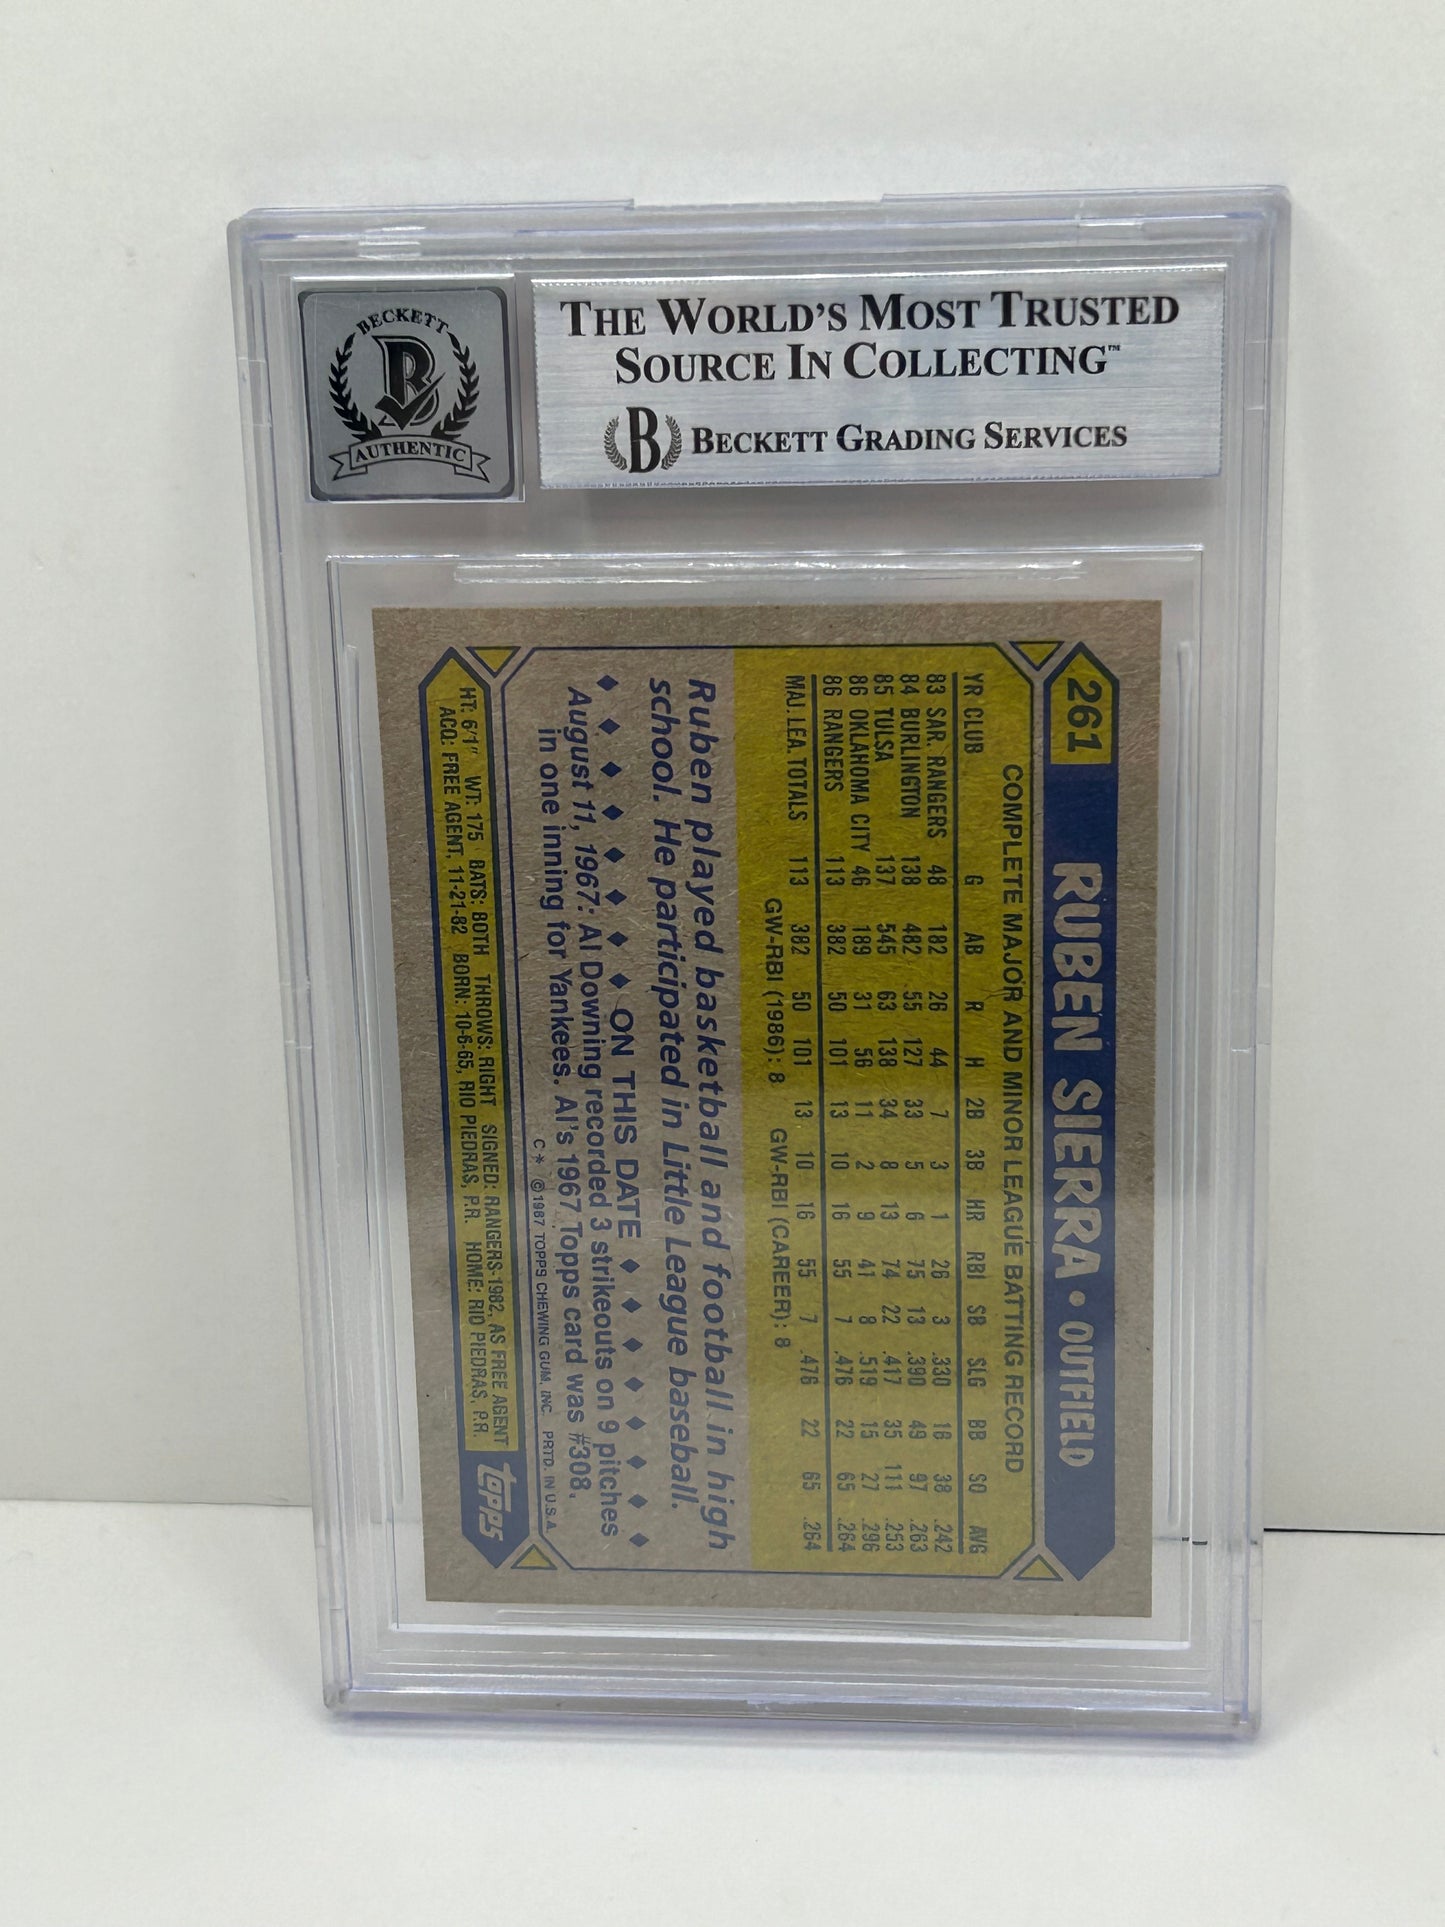 BECKETT
AUTHENTIC
THE WORLD'S MOST TRUSTED
SOURCE IN COLLECTING™
B BECKETT GRADING SERVICES
261 RUBEN SIERRA • OUTFIELD
COMPLETE MAJOR AND MINOR LEAGUE BATTING RECORD
YR CLUB G AB R H 2B 3B HR RBI SB SLG BB SO AVG
83 SAR. RANGERS 48 182 26 44 7 3 1 26 3 .330 18 38 .242
84 BURLINGTON 138 482 55 127 33 5 6 75 13 .390 49 97 .263
85 TULSA 137 545 63 138 34 8 13 74 22 .417 35 111 .253
86 OKLAHOMA CITY 46 189 31 56 11 2 9 41 8 .519 15 27 .296
86 RANGERS 113 382 50 101 13 10 16 55 7 .476 22 65 .264
MAJ. LEA. TOTALS 113 382 50 101 13 10 16 55 7 .476 22 65 .264
GW-RBI (1986): 8 GW-RBI (CAREER): 8
Ruben played basketball and football in high
school. He participated in Little League baseball.
ON THIS DATE
August 11, 1967: Al Downing recorded 3 strikeouts on 9 pitches
in one inning for Yankees. Al's 1967 Topps card was #308.
C* ©1987 TOPPS CHEWING GUM, INC. PRTD. IN U.S.A.
HT: 6'1" WT: 175 BATS: BOTH THROWS: RIGHT SIGNED: RANGERS-1982, AS FREE AGENT
ACQ: FREE AGENT, 11-21-82 BORN: 10-6-65, RIO PIEDRAS, P.R. HOME: RIO PIEDRAS, P.R.
topps